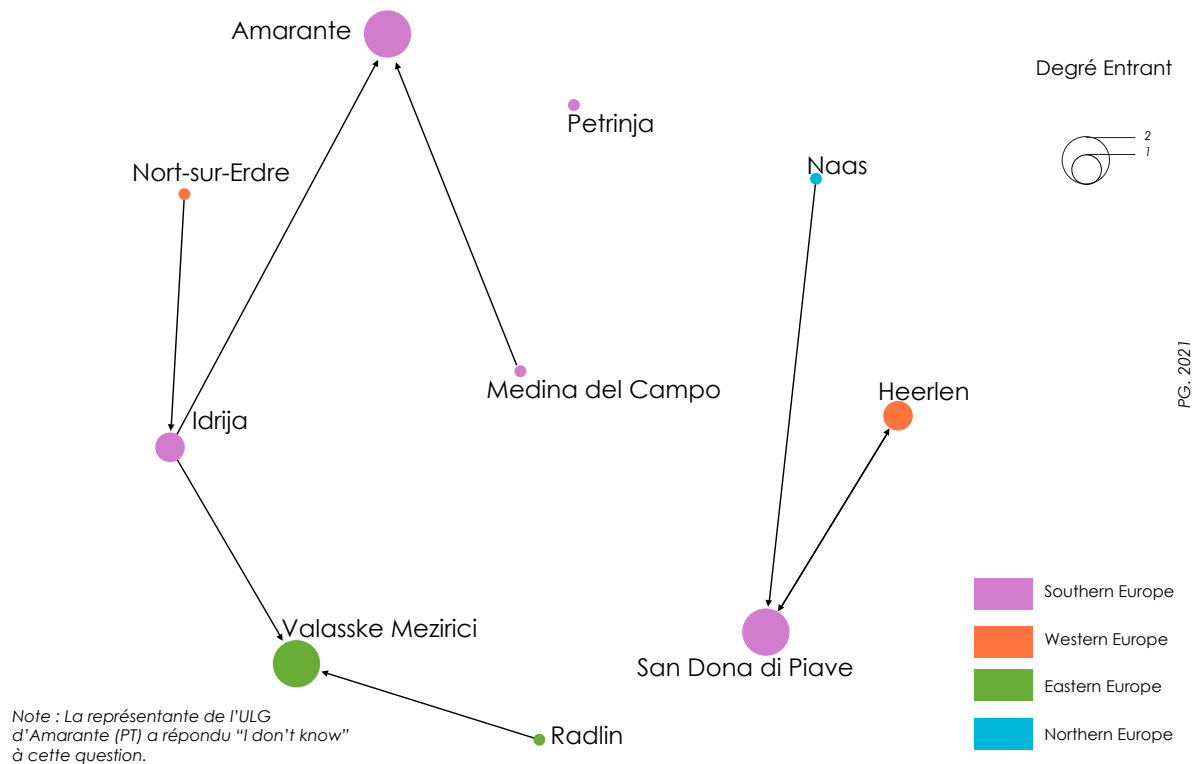 Amarante
Degré Entrant
Petrinja
2
1
Nort-sur-Erdre
Naas
PG. 2021
Medina del Campo
Heerlen
Idrija
Southern Europe
Valasske Mezirici
Western Europe
San Dona di Piave
Eastern Europe
Note : La représentante de l'ULG
d'Amarante (PT) a répondu “I don't know”
à cette question.
Radlin
Northern Europe